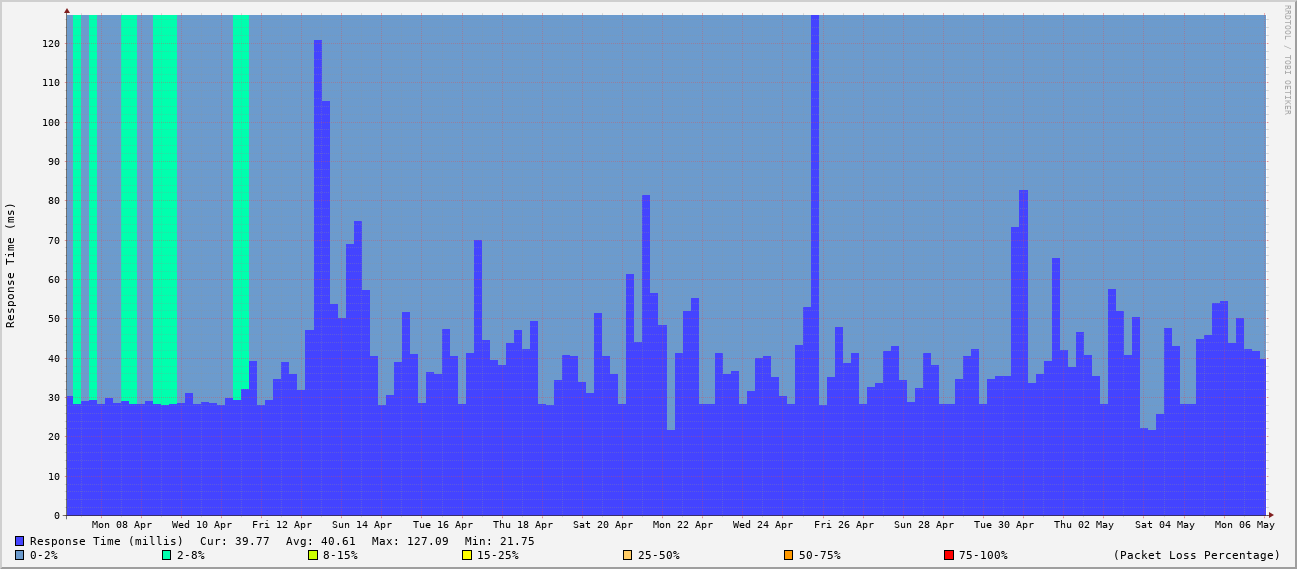 RRDTOOL / TOBI OETIKER
Response Time (ms)
120
110
100
90
80
70
60
50
40
30
20
10
0
Mon 08 Apr Wed 10 Apr Fri 12 Apr Sun 14 Apr Tue 16 Apr Thu 18 Apr Sat 20 Apr Mon 22 Apr Wed 24 Apr Fri 26 Apr Sun 28 Apr Tue 30 Apr Thu 02 May Sat 04 May Mon 06 May
Response Time (millis) Cur: 39.77 Avg: 40.61 Max: 127.09 Min: 21.75
0-2% 2-8% 8-15% 15-25% 25-50% 50-75% 75-100% (Packet Loss Percentage)